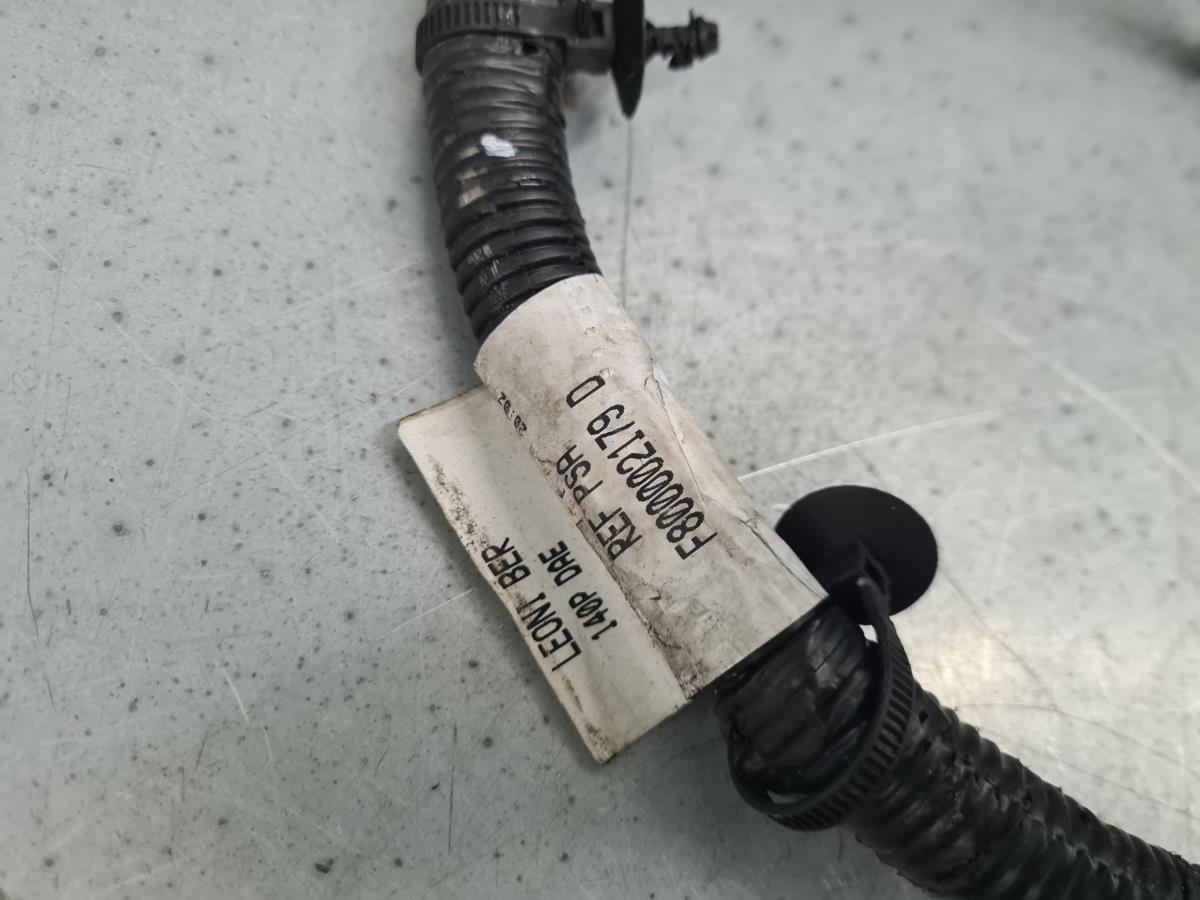 LEONI BER
140P DAE
REF PSA
F8000002179 D